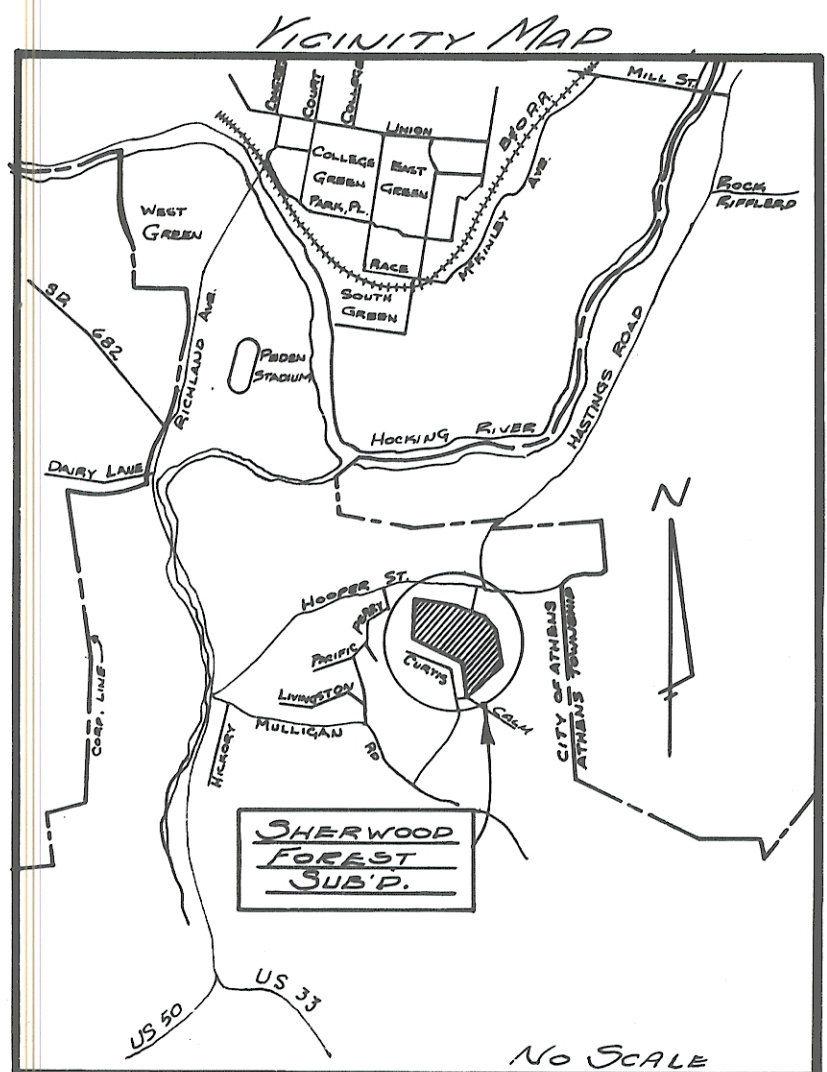 VICINITY MAP
MILL ST.
CONGRESS
COURT
COLLEGE
UNION
B&O R.R.
COLLEGE
GREEN
EAST
GREEN
PARK PL.
MCKINLEY AVE.
ROCK
RIFFLE RD
WEST
GREEN
RACE
SOUTH
GREEN
SR 682
RICHLAND AVE.
PEDEN
STADIUM
HASTINGS ROAD
HOCKING RIVER
DAIRY LANE
N
HOOPER ST.
PERRY
PACIFIC
CURTIS
LIVINGSTON
CORP. LINE
MULLIGAN RD
HICKORY
CITY OF ATHENS
ATHENS TOWNSHIP
SHERWOOD
FOREST
SUB'D.
US 33
US 50
NO SCALE